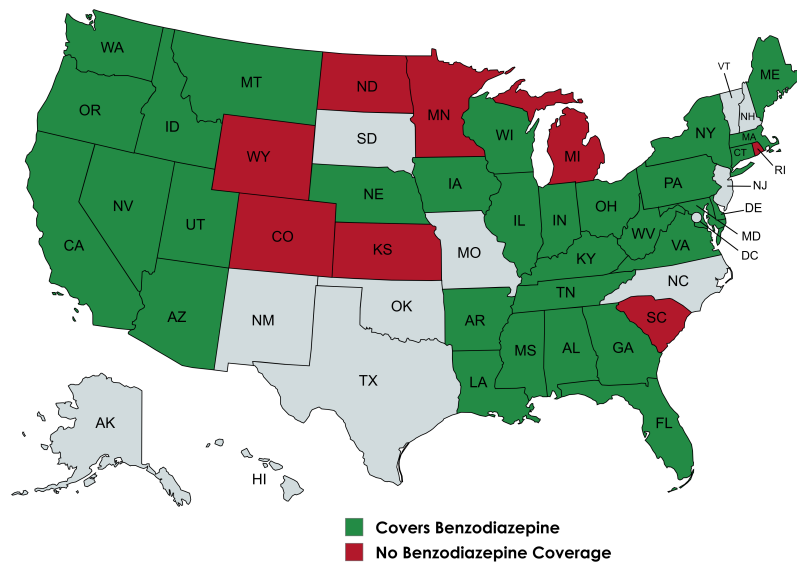 WA
VT
ME
MT
ND
MN
OR
NH
ID
WI
NY
MA
SD
MI
CT
WY
RI
PA
IA
NJ
NE
NV
OH
DE
IL
IN
UT
WV
MD
CO
CA
KS
MO
VA
DC
KY
NC
TN
OK
AZ
NM
AR
SC
MS
AL
GA
TX
LA
AK
FL
HI
Covers Benzodiazepine
No Benzodiazepine Coverage